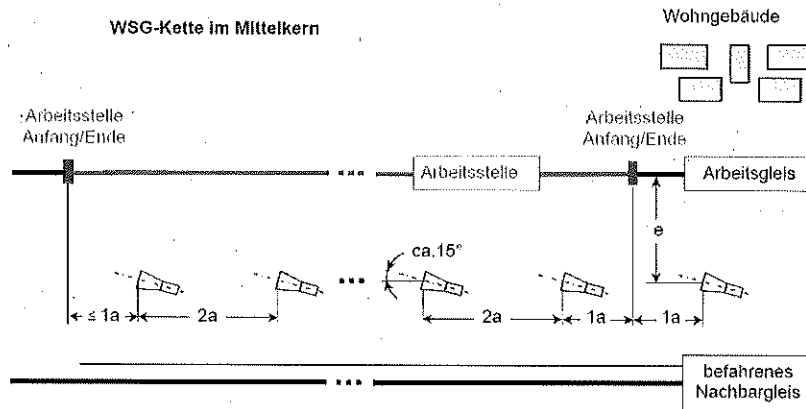 Wohngebäude
WSG-Kette im Mittelkern
Arbeitsstelle
Anfang/Ende
Arbeitsstelle
Anfang/Ende
Arbeitsstelle
Arbeitsgleis
e
ca.15°
≤ 1a
2a
2a
1a
1a
befahrenes
Nachbargleis